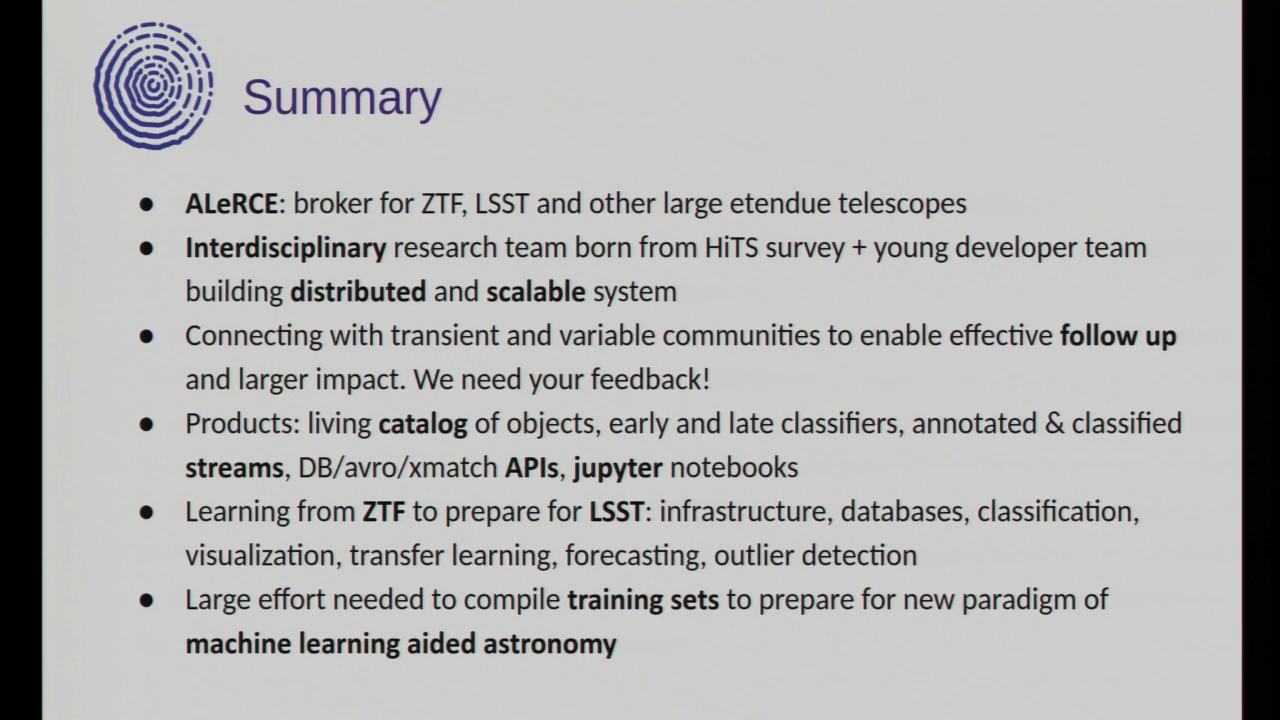 Summary
● ALeRCE: broker for ZTF, LSST and other large etendue telescopes
● Interdisciplinary research team born from HiTS survey + young developer team
building distributed and scalable system
● Connecting with transient and variable communities to enable effective follow up
and larger impact. We need your feedback!
● Products: living catalog of objects, early and late classifiers, annotated & classified
streams, DB/avro/xmatch APIs, jupyter notebooks
● Learning from ZTF to prepare for LSST: infrastructure, databases, classification,
visualization, transfer learning, forecasting, outlier detection
● Large effort needed to compile training sets to prepare for new paradigm of
machine learning aided astronomy